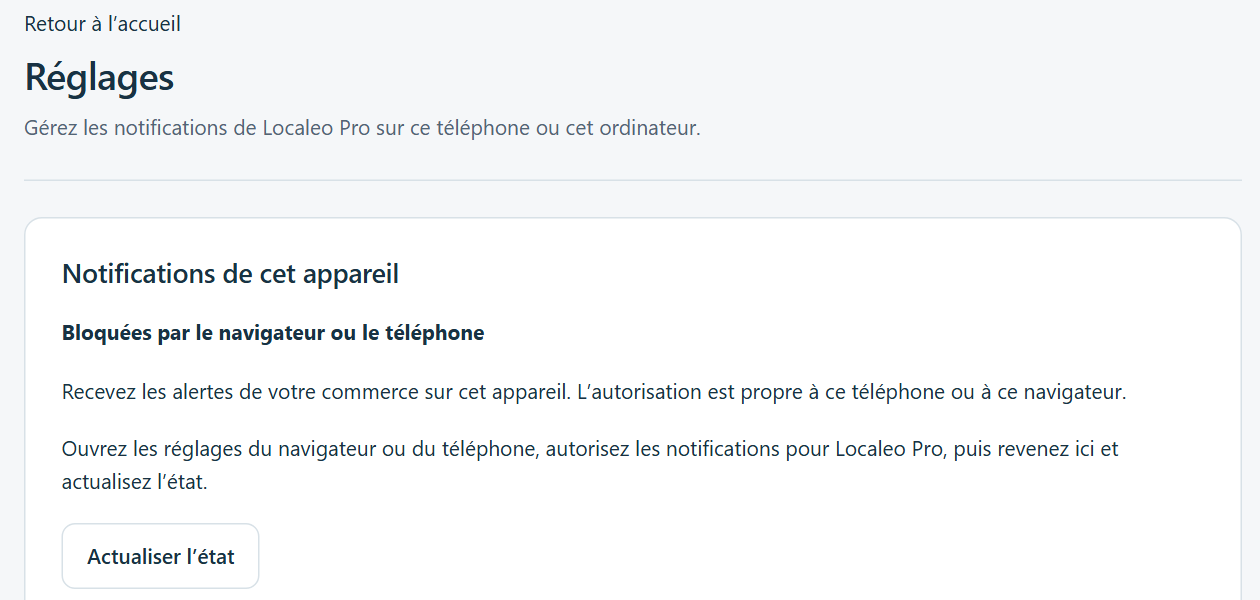 Retour à l’accueil
Réglages
Gérez les notifications de Localeo Pro sur ce téléphone ou cet ordinateur.
Notifications de cet appareil
Bloquées par le navigateur ou le téléphone
Recevez les alertes de votre commerce sur cet appareil. L’autorisation est propre à ce téléphone ou à ce navigateur.
Ouvrez les réglages du navigateur ou du téléphone, autorisez les notifications pour Localeo Pro, puis revenez ici et
actualisez l’état.
Actualiser l’état